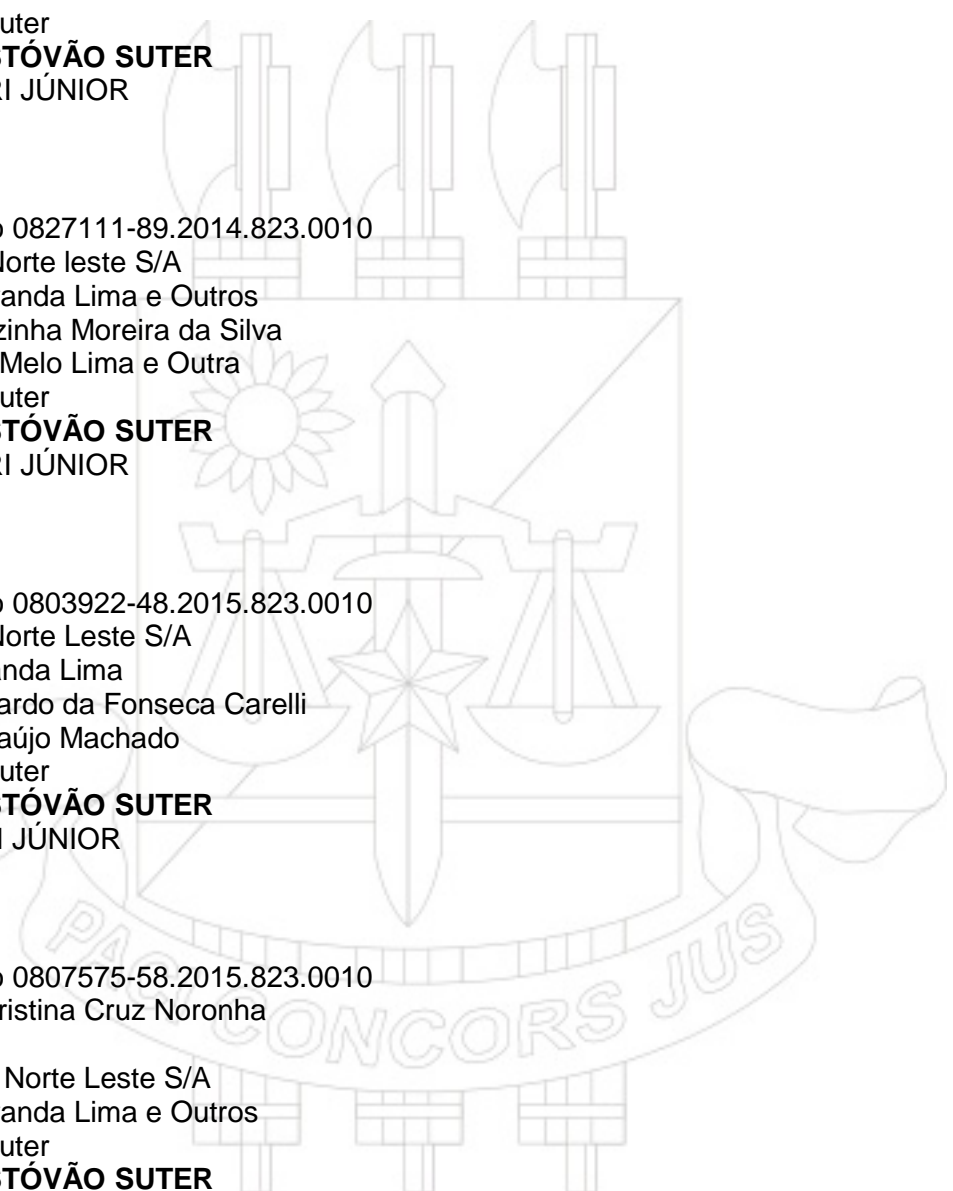 uter
STÓVÃO SUTER
RI JÚNIOR
o 0827111-89.2014.823.0010
Norte leste S/A
anda Lima e Outros
zinha Moreira da Silva
Melo Lima e Outra
uter
STÓVÃO SUTER
RI JÚNIOR
o 0803922-48.2015.823.0010
Norte Leste S/A
anda Lima
ardo da Fonseca Carelli
aújo Machado
uter
STÓVÃO SUTER
I JÚNIOR
PACI CONCORS JUS
o 0807575-58.2015.823.0010
ristina Cruz Noronha
Norte Leste S/A
anda Lima e Outros
uter
STÓVÃO SUTER